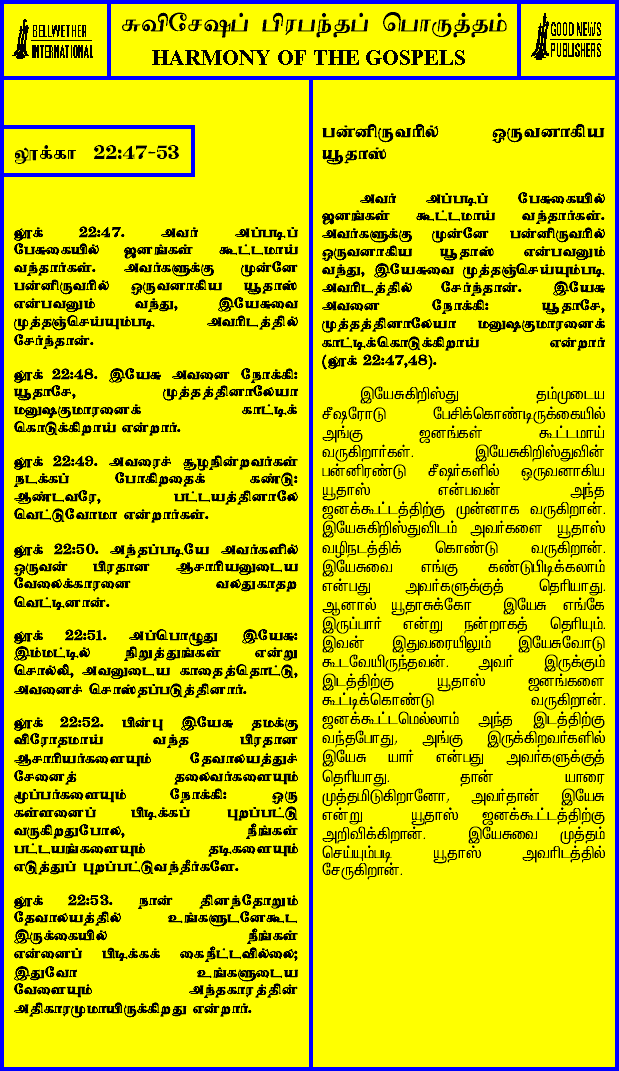 BELLWETHER
INTERNATIONAL
சுவிசேஷப் பிரபந்தப் பொருத்தம்
HARMONY OF THE GOSPELS
GOOD NEWS
PUBLISHERS
லூக்கா 22:47-53
லூக் 22:47. அவர் அப்படிப்
பேசுகையில் ஜனங்கள் கூட்டமாய்
வந்தார்கள். அவர்களுக்கு முன்னே
பன்னிருவரில் ஒருவனாகிய யூதாஸ்
என்பவனும் வந்து, இயேசுவை
முத்தஞ்செய்யும்படி அவரிடத்தில்
சேர்ந்தான்.
லூக் 22:48. இயேசு அவனை நோக்கி:
யூதாசே, முத்தத்தினாலேயா
மனுஷகுமாரனைக் காட்டிக்
கொடுக்கிறாய் என்றார்.
லூக் 22:49. அவரைச் சூழநின்றவர்கள்
நடக்கப் போகிறதைக் கண்டு:
ஆண்டவரே, பட்டயத்தினாலே
வெட்டுவோமா என்றார்கள்.
லூக் 22:50. அந்தப்படியே அவர்களில்
ஒருவன் பிரதான ஆசாரியனுடைய
வேலைக்காரனை வலதுகாதற
வெட்டினான்.
லூக் 22:51. அப்பொழுது இயேசு:
இம்மட்டில் நிறுத்துங்கள் என்று
சொல்லி, அவனுடைய காதைத்தொட்டு,
அவனைச் சொஸ்தப்படுத்தினார்.
லூக் 22:52. பின்பு இயேசு தமக்கு
விரோதமாய் வந்த பிரதான
ஆசாரியர்களையும் தேவாலயத்துச்
சேனைத் தலைவர்களையும்
மூப்பர்களையும் நோக்கி: ஒரு
கள்ளனைப் பிடிக்கப் புறப்பட்டு
வருகிறதுபோல, நீங்கள்
பட்டயங்களையும் தடிகளையும்
எடுத்துப் புறப்பட்டுவந்தீர்களே.
லூக் 22:53. நான் தினந்தோறும்
தேவாலயத்தில் உங்களுடனேகூட
இருக்கையில் நீங்கள்
என்னைப் பிடிக்கக் கைநீட்டவில்லை;
இதுவோ உங்களுடைய
வேளையும் அந்தகாரத்தின்
அதிகாரமுமாயிருக்கிறது என்றார்.
பன்னிருவரில் ஒருவனாகிய
யூதாஸ்
அவர் அப்படிப் பேசுகையில்
ஜனங்கள் கூட்டமாய் வந்தார்கள்.
அவர்களுக்கு முன்னே பன்னிருவரில்
ஒருவனாகிய யூதாஸ் என்பவனும்
வந்து, இயேசுவை முத்தஞ்செய்யும்படி
அவரிடத்தில் சேர்ந்தான். இயேசு
அவனை நோக்கி: யூதாசே,
முத்தத்தினாலேயா மனுஷகுமாரனைக்
காட்டிக்கொடுக்கிறாய் என்றார்
(லூக் 22:47,48).
இயேசுகிறிஸ்து தம்முடைய
சீஷரோடு பேசிக்கொண்டிருக்கையில்
அங்கு ஜனங்கள் கூட்டமாய்
வருகிறார்கள். இயேசுகிறிஸ்துவின்
பன்னிரண்டு சீஷர்களில் ஒருவனாகிய
யூதாஸ் என்பவன் அந்த
ஜனக்கூட்டத்திற்கு முன்னாக வருகிறான்.
இயேசுகிறிஸ்துவிடம் அவர்களை யூதாஸ்
வழிநடத்திக் கொண்டு வருகிறான்.
இயேசுவை எங்கு கண்டுபிடிக்கலாம்
என்பது அவர்களுக்குத் தெரியாது.
ஆனால் யூதாசுக்கோ இயேசு எங்கே
இருப்பார் என்று நன்றாகத் தெரியும்.
இவன் இதுவரையிலும் இயேசுவோடு
கூடவேயிருந்தவன். அவர் இருக்கும்
இடத்திற்கு யூதாஸ் ஜனங்களை
கூட்டிக்கொண்டு வருகிறான்.
ஜனக்கூட்டமெல்லாம் அந்த இடத்திற்கு
வந்தபோது, அங்கு இருக்கிறவர்களில்
இயேசு யார் என்பது அவர்களுக்குத்
தெரியாது. தான் யாரை
முத்தமிடுகிறானோ, அவர்தான் இயேசு
என்று யூதாஸ் ஜனக்கூட்டத்திற்கு
அறிவிக்கிறான். இயேசுவை முத்தம்
செய்யும்படி யூதாஸ் அவரிடத்தில்
சேருகிறான்.